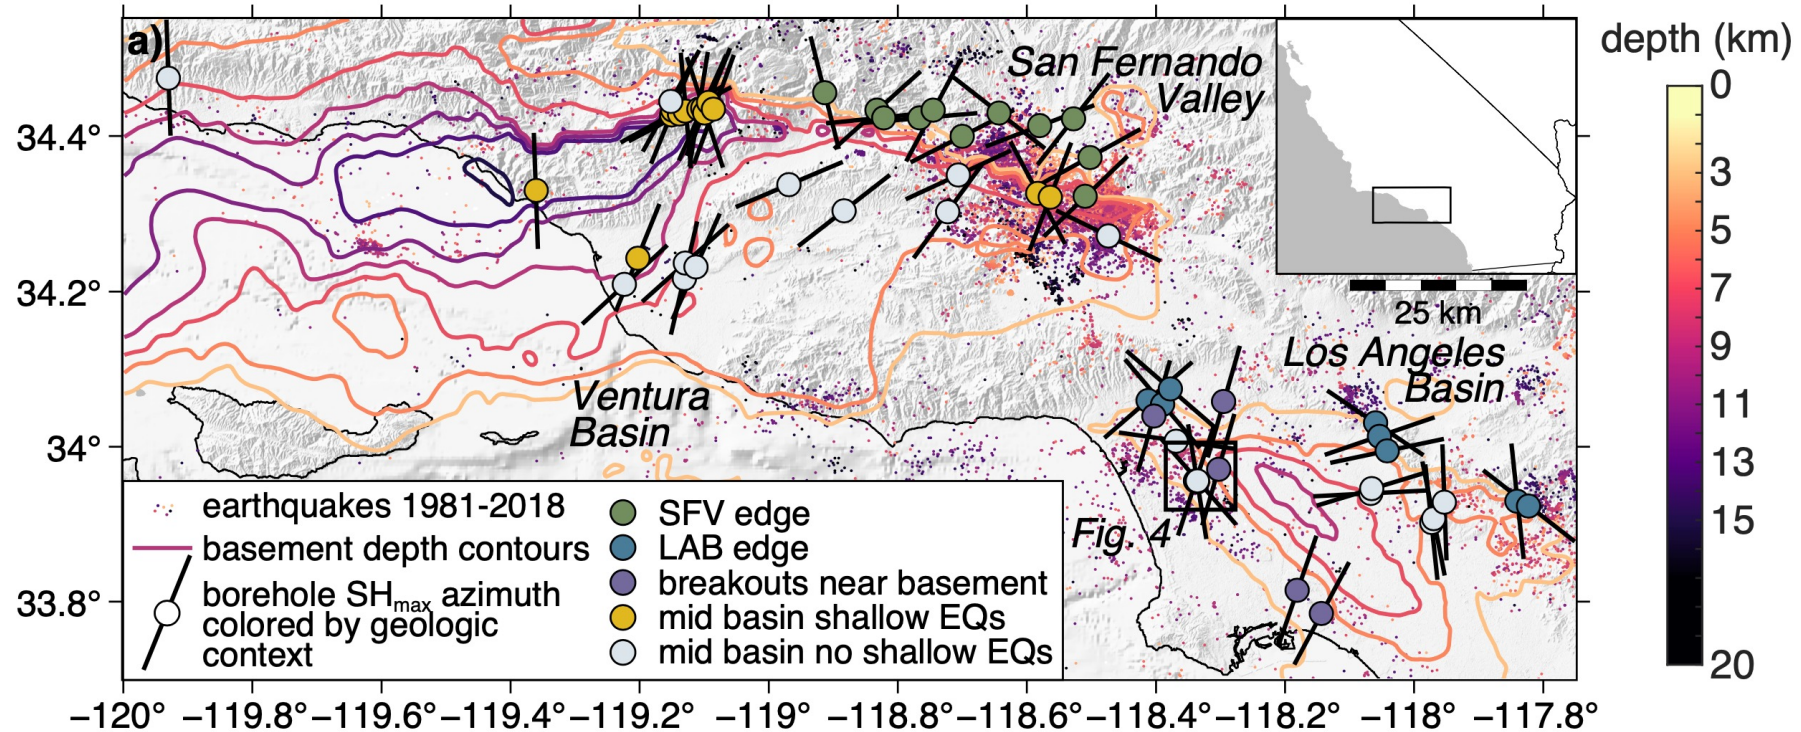 a)
San Fernando
Valley
depth (km)
0
3
5
7
9
11
13
15
20
34.4°
34.2°
34°
33.8°
25 km
Los Angeles
Basin
Ventura
Basin
Fig. 4
earthquakes 1981-2018
basement depth contours
borehole SHmax azimuth
colored by geologic
context
SFV edge
LAB edge
breakouts near basement
mid basin shallow EQs
mid basin no shallow EQs
−120° −119.8° −119.6° −119.4° −119.2° −119° −118.8° −118.6° −118.4° −118.2° −118° −117.8°